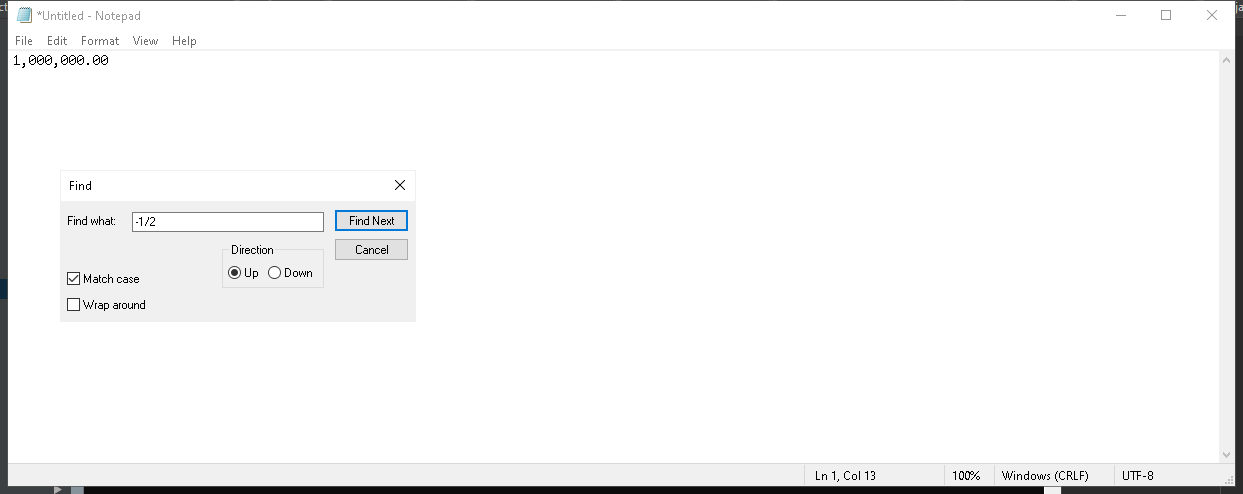 *Untitled - Notepad
File Edit Format View Help
1,000,000.00
Find
Find what: -1/2 Find Next
Direction Cancel
Up Down
Match case
Wrap around
Ln 1, Col 13 100% Windows (CRLF) UTF-8